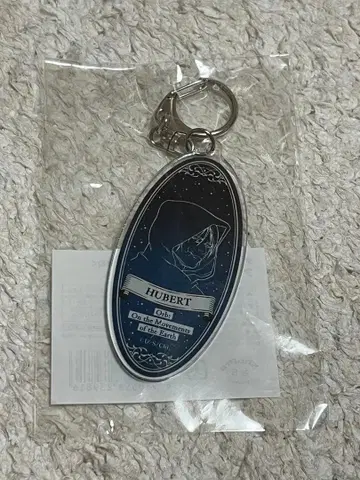 HUBERT
Orb:
On the Movements
of the Earth